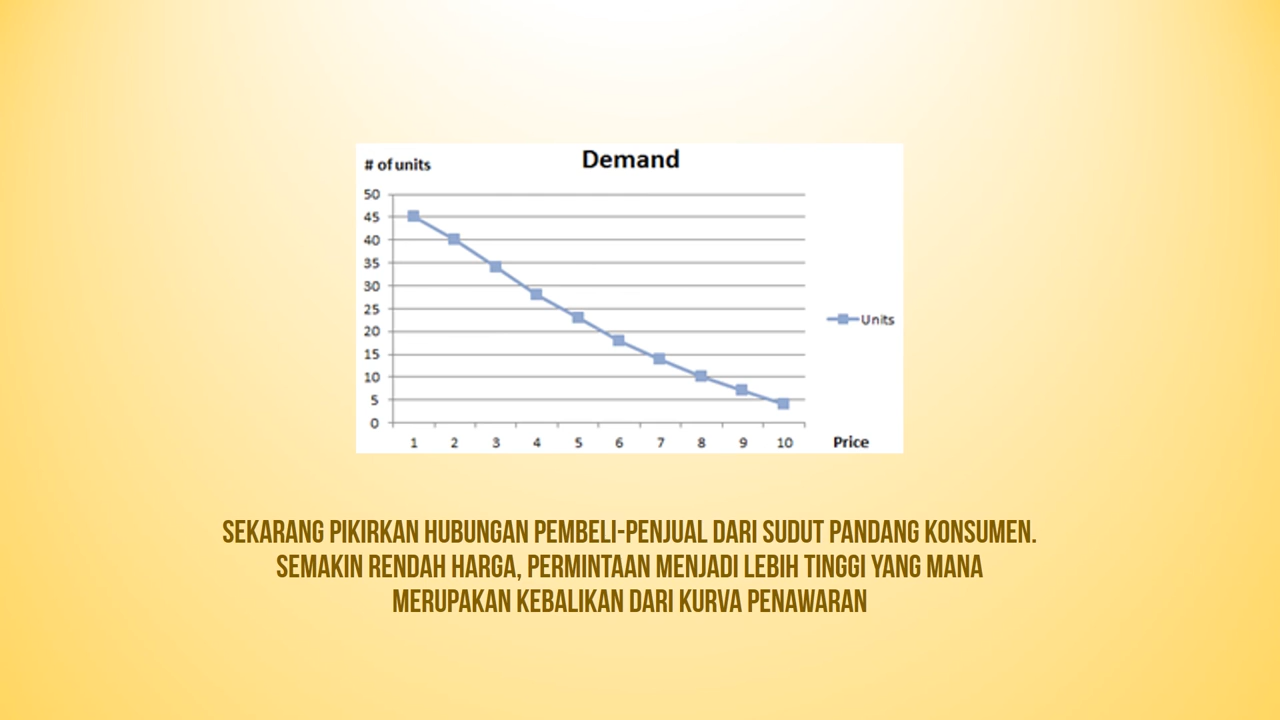 # of units
Demand
50
45
40
35
30
25
20
15
10
5
0
1 2 3 4 5 6 7 8 9 10
Price
Units
SEKARANG PIKIRKAN HUBUNGAN PEMBELI-PENJUAL DARI SUDUT PANDANG KONSUMEN.
SEMAKIN RENDAH HARGA, PERMINTAAN MENJADI LEBIH TINGGI YANG MANA
MERUPAKAN KEBALIKAN DARI KURVA PENAWARAN